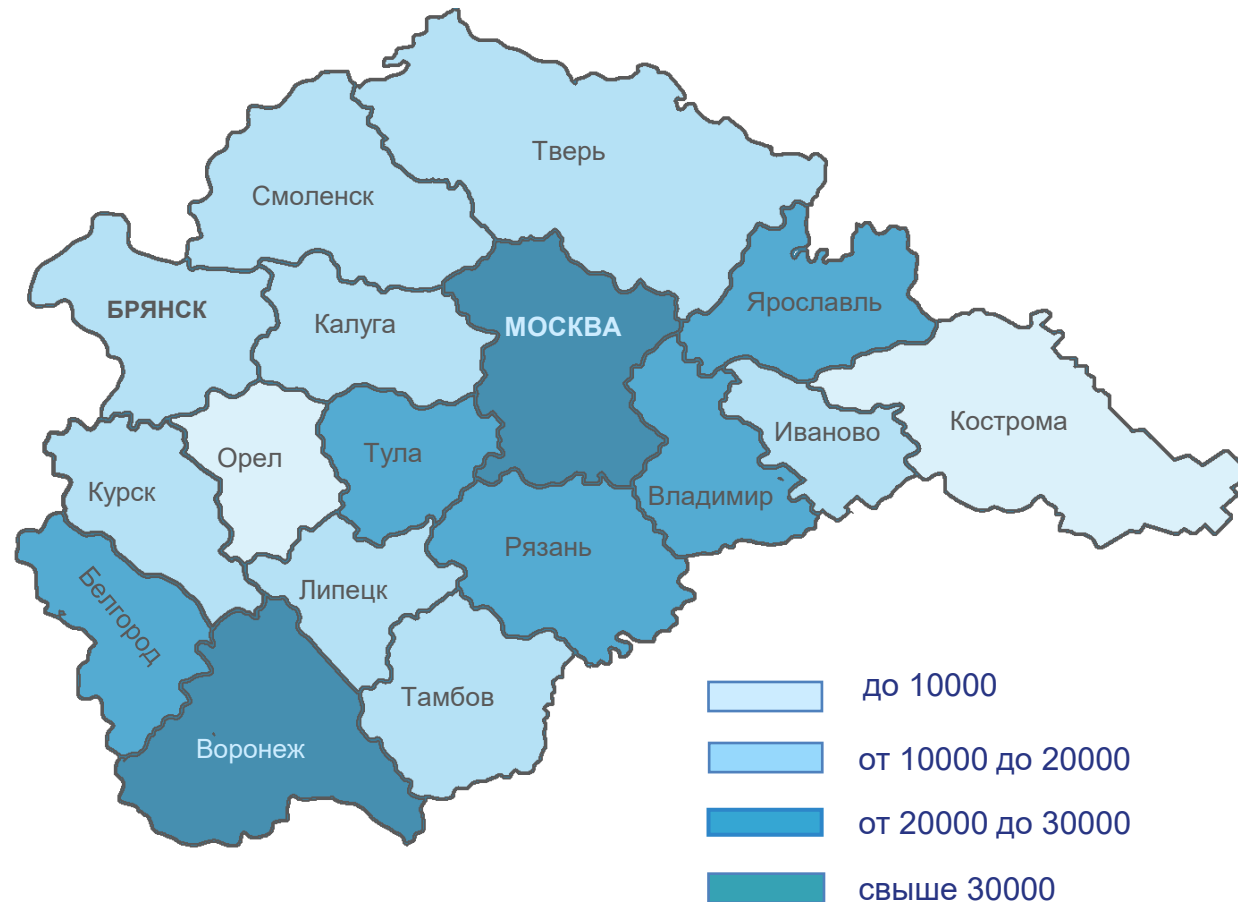 Тверь
Смоленск
Ярославль
БРЯНСК
Калуга
МОСКВА
Кострома
Иваново
Орел
Тула
Курск
Владимир
Рязань
Белгород
Липецк
Тамбов
Воронеж
до 10000
от 10000 до 20000
от 20000 до 30000
свыше 30000